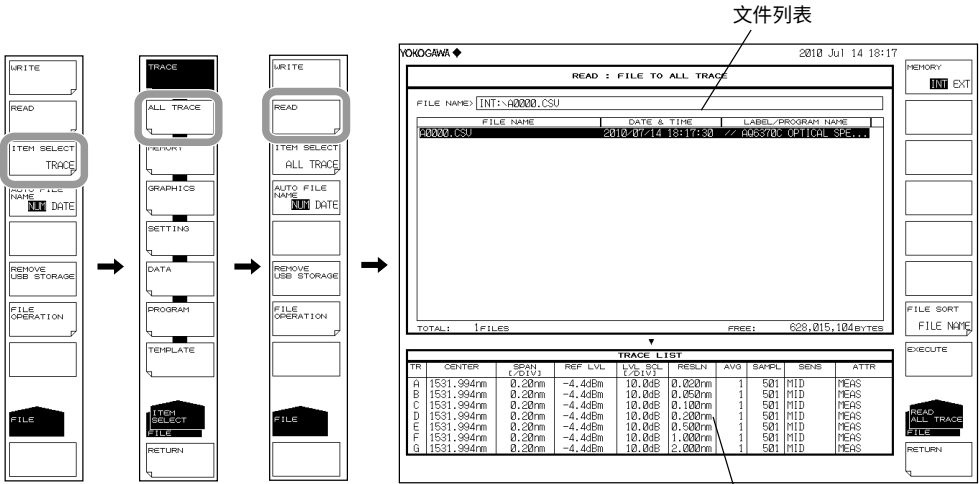 文件列表
WRITE
READ
ITEM SELECT
TRACE
AUTO FILE
NAME
NUM DATE
REMOVE
USB STORAGE
FILE
OPERATION
FILE
TRACE
ALL TRACE
MEMORY
GRAPHICS
SETTING
DATA
PROGRAM
TEMPLATE
ITEM
SELECT
FILE
RETURN
WRITE
READ
ITEM SELECT
ALL TRACE
AUTO FILE
NAME
NUM DATE
REMOVE
USB STORAGE
FILE
OPERATION
FILE
YOKOGAWA ◆ 2010 Jul 14 18:17
READ : FILE TO ALL TRACE
FILE NAME> INT:\A0000.CSV
FILE NAME DATE & TIME LABEL/PROGRAM NAME
A0000.CSV 2010/07/14 18:17:30 // AQ6370C OPTICAL SPE...
TOTAL: 1FILES FREE: 628,015,104BYTES
TRACE LIST
TR CENTER SPAN [/DIV] REF LVL LVL SCL [/DIV] RESLN AVG SAMPL SENS ATTR
A 1531.994nm 0.20nm -4.4dBm 10.0dB 0.020nm 1 501 MID MEAS
B 1531.994nm 0.20nm -4.4dBm 10.0dB 0.050nm 1 501 MID MEAS
C 1531.994nm 0.20nm -4.4dBm 10.0dB 0.100nm 1 501 MID MEAS
D 1531.994nm 0.20nm -4.4dBm 10.0dB 0.200nm 1 501 MID MEAS
E 1531.994nm 0.20nm -4.4dBm 10.0dB 0.500nm 1 501 MID MEAS
F 1531.994nm 0.20nm -4.4dBm 10.0dB 1.000nm 1 501 MID MEAS
G 1531.994nm 0.20nm -4.4dBm 10.0dB 2.000nm 1 501 MID MEAS
MEMORY
INT EXT
FILE SORT
FILE NAME
EXECUTE
READ
ALL TRACE
FILE
RETURN